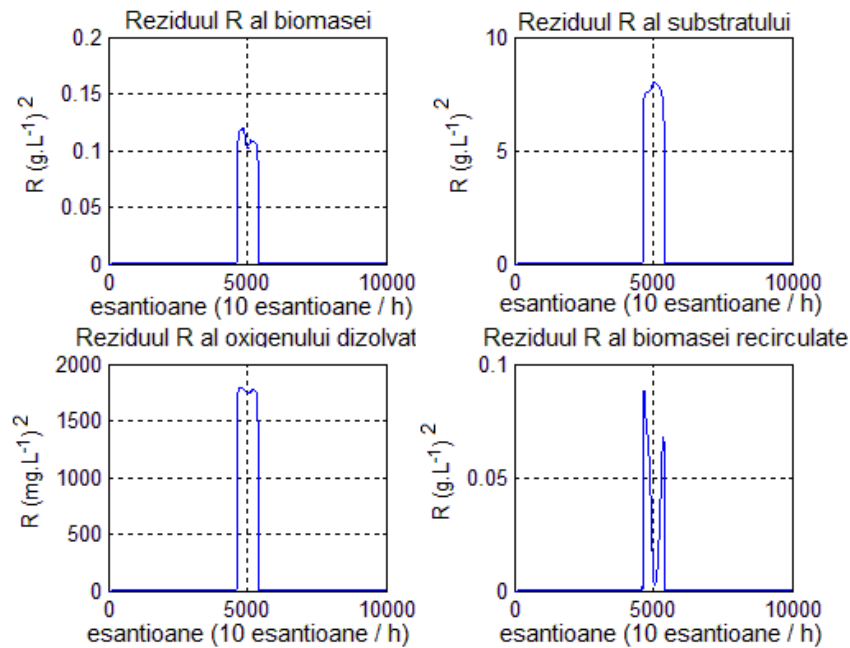 Reziduul R al biomasei
0.2
0.15
0.1
0.05
0
R (g.L-1) 2
0 5000 10000
esantioane (10 esantioane / h)
Reziduul R al substratului
10
5
0
R (g.L-1) 2
0 5000 10000
esantioane (10 esantioane / h)
Reziduul R al oxigenului dizolvat
2000
1500
1000
500
0
R (mg.L-1) 2
0 5000 10000
esantioane (10 esantioane / h)
Reziduul R al biomasei recirculate
0.1
0.05
0
R (g.L-1) 2
0 5000 10000
esantioane (10 esantioane / h)